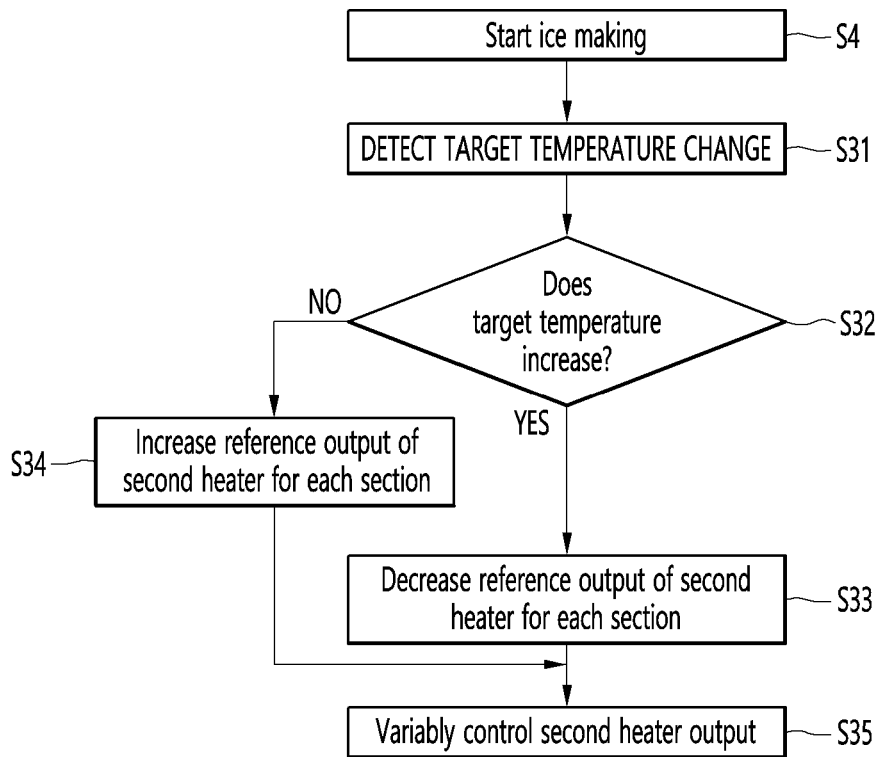 Start ice making
S4
DETECT TARGET TEMPERATURE CHANGE
S31
Does
target temperature
increase?
S32
NO
YES
Increase reference output of
second heater for each section
S34
Decrease reference output of second
heater for each section
S33
Variably control second heater output
S35